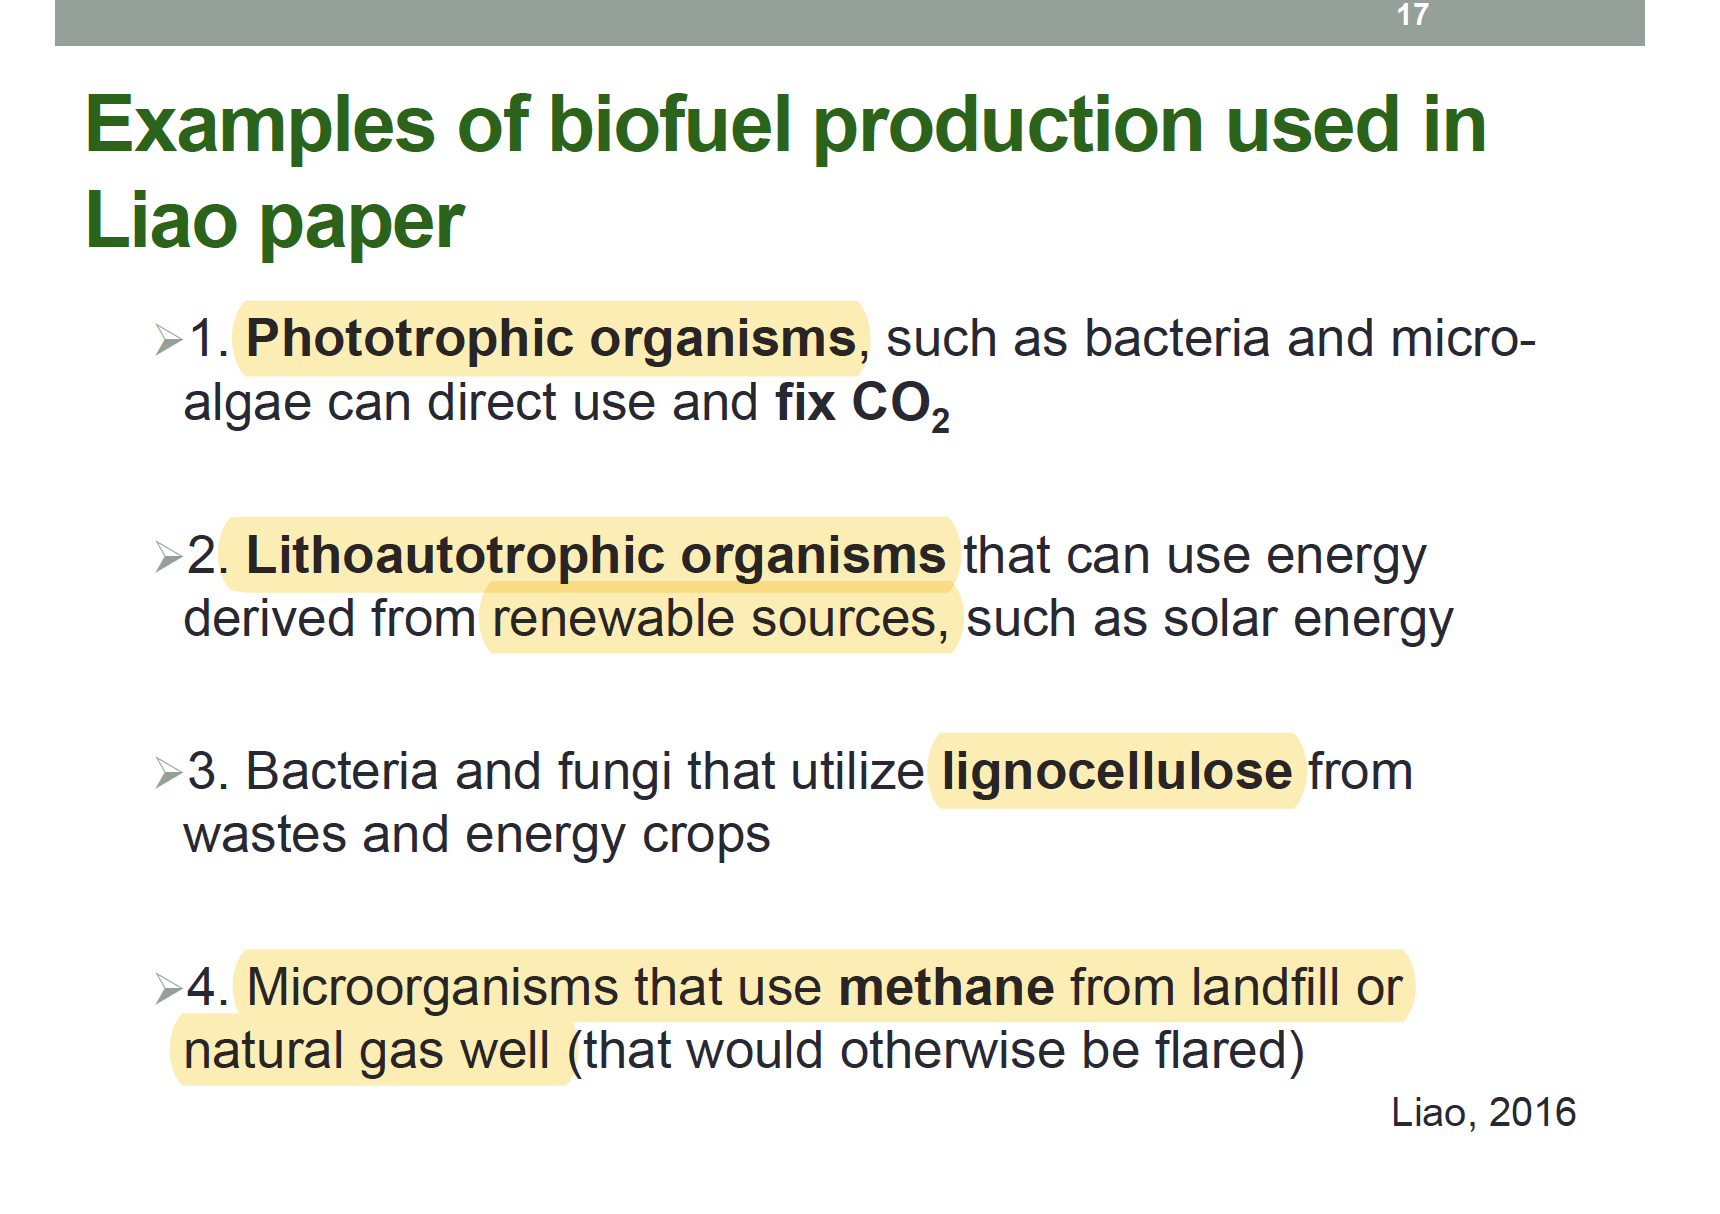 17
Examples of biofuel production used in
Liao paper
➢1. Phototrophic organisms, such as bacteria and micro-
algae can direct use and fix CO₂
➢2. Lithoautotrophic organisms that can use energy
derived from renewable sources, such as solar energy
➢3. Bacteria and fungi that utilize lignocellulose from
wastes and energy crops
➢4. Microorganisms that use methane from landfill or
natural gas well (that would otherwise be flared)
Liao, 2016